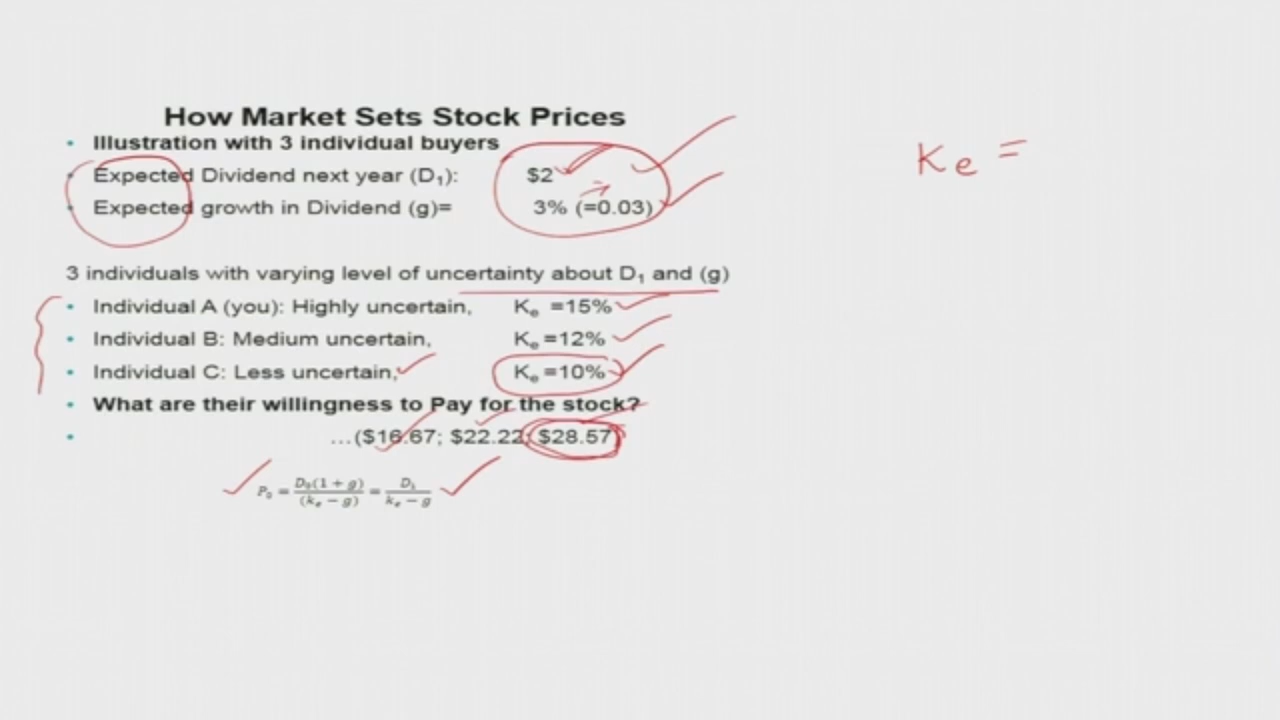 How Market Sets Stock Prices
• Illustration with 3 individual buyers
• Expected Dividend next year (D₁): $2
• Expected growth in Dividend (g)= 3% (=0.03)
3 individuals with varying level of uncertainty about D₁ and (g)
• Individual A (you): Highly uncertain, Kₑ =15%
• Individual B: Medium uncertain, Kₑ=12%
• Individual C: Less uncertain, Kₑ=10%
• What are their willingness to Pay for the stock?
• …($16.67; $22.22; $28.57)
P₀ = D₀(1 + g)/(kₑ − g) = D₁/kₑ − g
Kₑ =